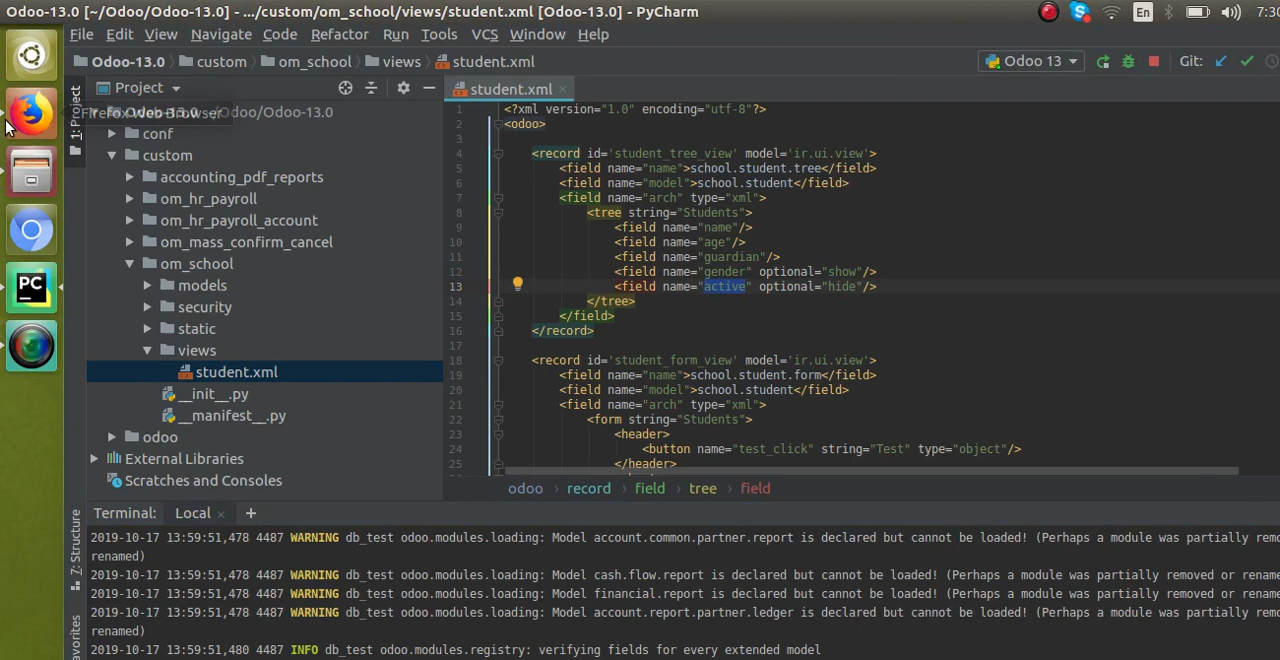 Odoo-13.0 [~/Odoo/Odoo-13.0] - .../custom/om_school/views/student.xml [Odoo-13.0] - PyCharm
En
7:30
File Edit View Navigate Code Refactor Run Tools VCS Window Help
Odoo-13.0 custom om_school views student.xml
Odoo 13
Git:
Project
student.xml
1: Project
Firefox Web Browser
~/Odoo/Odoo-13.0
conf
custom
accounting_pdf_reports
om_hr_payroll
om_hr_payroll_account
om_mass_confirm_cancel
om_school
models
security
static
views
student.xml
__init__.py
__manifest__.py
odoo
External Libraries
Scratches and Consoles
1 <?xml version="1.0" encoding="utf-8"?>
2 <odoo>
3
4 <record id='student_tree_view' model='ir.ui.view'>
5 <field name="name">school.student.tree</field>
6 <field name="model">school.student</field>
7 <field name="arch" type="xml">
8 <tree string="Students">
9 <field name="name"/>
10 <field name="age"/>
11 <field name="guardian"/>
12 <field name="gender" optional="show"/>
13 <field name="active" optional="hide"/>
14 </tree>
15 </field>
16 </record>
17
18 <record id='student_form_view' model='ir.ui.view'>
19 <field name="name">school.student.form</field>
20 <field name="model">school.student</field>
21 <field name="arch" type="xml">
22 <form string="Students">
23 <header>
24 <button name="test_click" string="Test" type="object"/>
25 </header>
odoo › record › field › tree › field
Terminal: Local × +
7: Structure
avorites
2019-10-17 13:59:51,478 4487 WARNING db_test odoo.modules.loading: Model account.common.partner.report is declared but cannot be loaded! (Perhaps a module was partially rem
renamed)
2019-10-17 13:59:51,478 4487 WARNING db_test odoo.modules.loading: Model cash.flow.report is declared but cannot be loaded! (Perhaps a module was partially removed or rename
2019-10-17 13:59:51,478 4487 WARNING db_test odoo.modules.loading: Model financial.report is declared but cannot be loaded! (Perhaps a module was partially removed or rename
2019-10-17 13:59:51,478 4487 WARNING db_test odoo.modules.loading: Model account.report.partner.ledger is declared but cannot be loaded! (Perhaps a module was partially remo
renamed)
2019-10-17 13:59:51,480 4487 INFO db_test odoo.modules.registry: verifying fields for every extended model